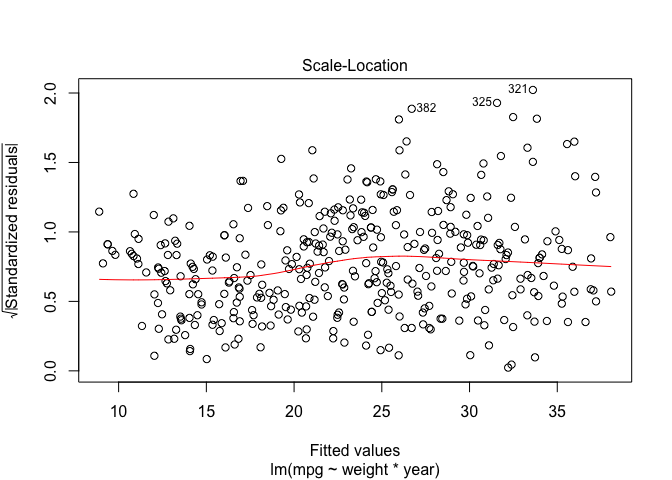 Scale-Location
√|Standardized residuals|
2.0
1.5
1.0
0.5
0.0
321
325
382
10 15 20 25 30 35
Fitted values
lm(mpg ~ weight * year)